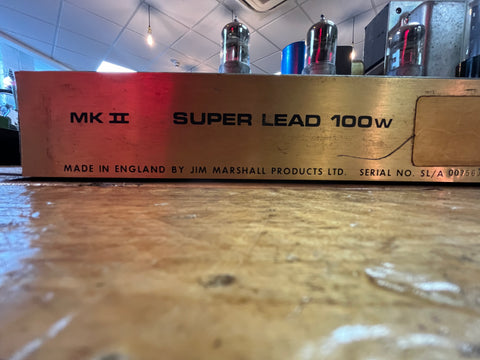 MK II SUPER LEAD 100w
MADE IN ENGLAND BY JIM MARSHALL PRODUCTS LTD. SERIAL NO. SL/A